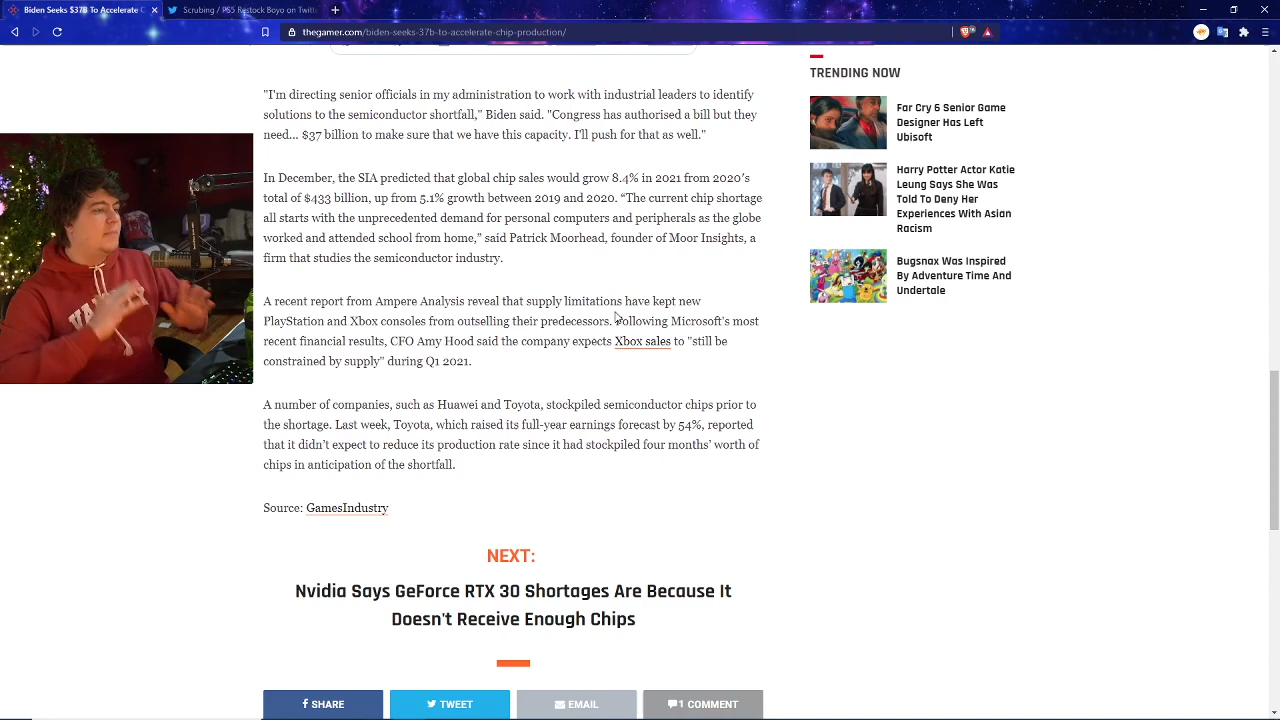 Biden Seeks $37B To Accelerate C
Scrubing / PS5 Restock Boyo on Twit
thegamer.com/biden-seeks-37b-to-accelerate-chip-production/
"I'm directing senior officials in my administration to work with industrial leaders to identify
solutions to the semiconductor shortfall," Biden said. "Congress has authorised a bill but they
need... $37 billion to make sure that we have this capacity. I'll push for that as well."
In December, the SIA predicted that global chip sales would grow 8.4% in 2021 from 2020's
total of $433 billion, up from 5.1% growth between 2019 and 2020. “The current chip shortage
all starts with the unprecedented demand for personal computers and peripherals as the globe
worked and attended school from home,” said Patrick Moorhead, founder of Moor Insights, a
firm that studies the semiconductor industry.
A recent report from Ampere Analysis reveal that supply limitations have kept new
PlayStation and Xbox consoles from outselling their predecessors. Following Microsoft's most
recent financial results, CFO Amy Hood said the company expects Xbox sales to "still be
constrained by supply" during Q1 2021.
A number of companies, such as Huawei and Toyota, stockpiled semiconductor chips prior to
the shortage. Last week, Toyota, which raised its full-year earnings forecast by 54%, reported
that it didn’t expect to reduce its production rate since it had stockpiled four months’ worth of
chips in anticipation of the shortfall.
Source: GamesIndustry
NEXT:
Nvidia Says GeForce RTX 30 Shortages Are Because It
Doesn't Receive Enough Chips
SHARE
TWEET
EMAIL
1 COMMENT
TRENDING NOW
Far Cry 6 Senior Game
Designer Has Left
Ubisoft
Harry Potter Actor Katie
Leung Says She Was
Told To Deny Her
Experiences With Asian
Racism
Bugsnax Was Inspired
By Adventure Time And
Undertale